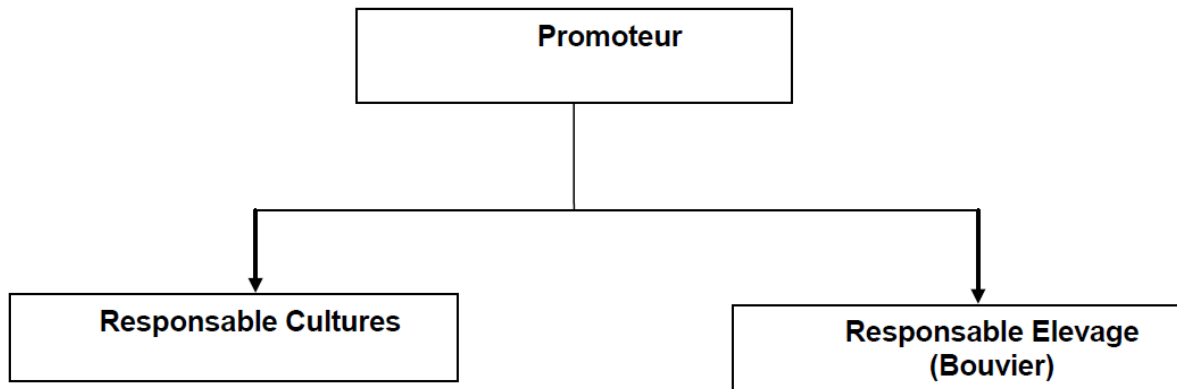 Promoteur
Responsable Cultures
Responsable Elevage
(Bouvier)